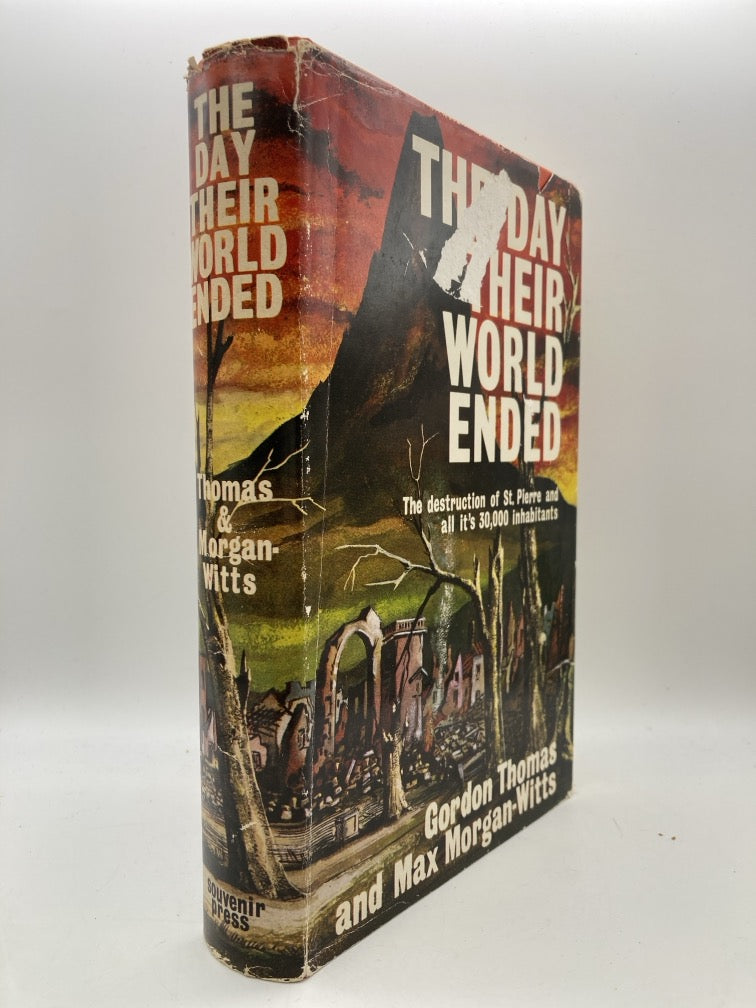 THE
DAY
THEIR
WORLD
ENDED
Thomas
&
Morgan-
Witts
souvenir
press
THE DAY
THEIR
WORLD
ENDED
The destruction of St. Pierre and
all it's 30,000 inhabitants
Gordon Thomas
and Max Morgan-Witts